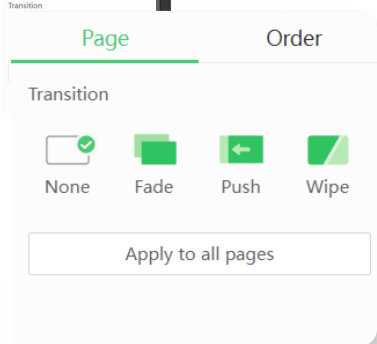 Transition
Page Order
Transition
None Fade Push Wipe
Apply to all pages